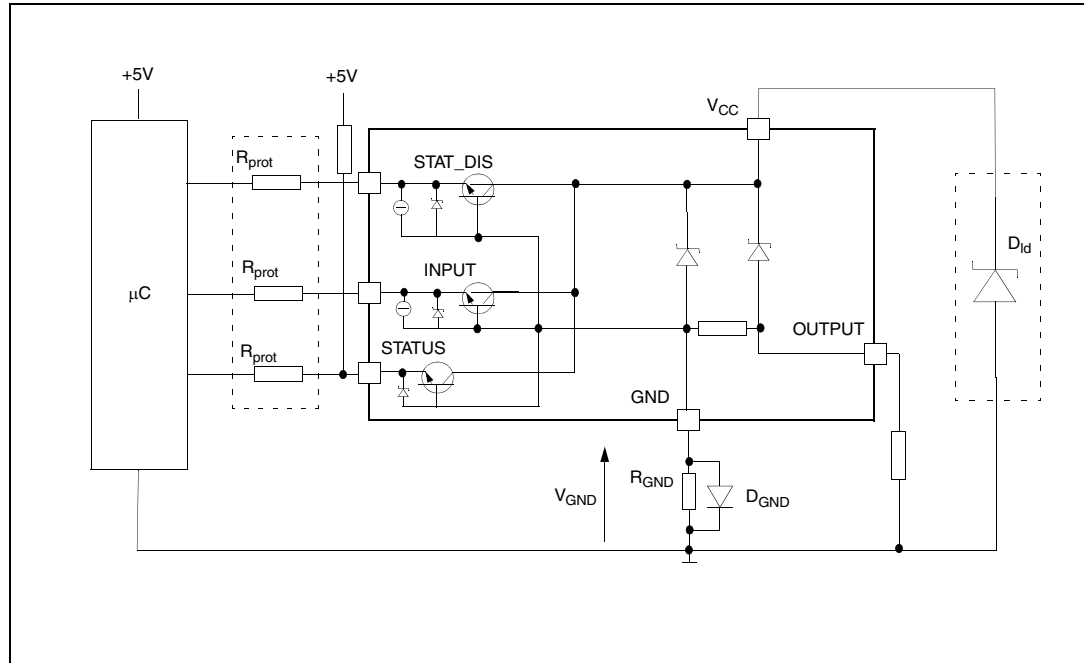 +5V
+5V
VCC
Rprot
STAT_DIS
Dld
Rprot
INPUT
μC
OUTPUT
Rprot
STATUS
GND
RGND
DGND
VGND